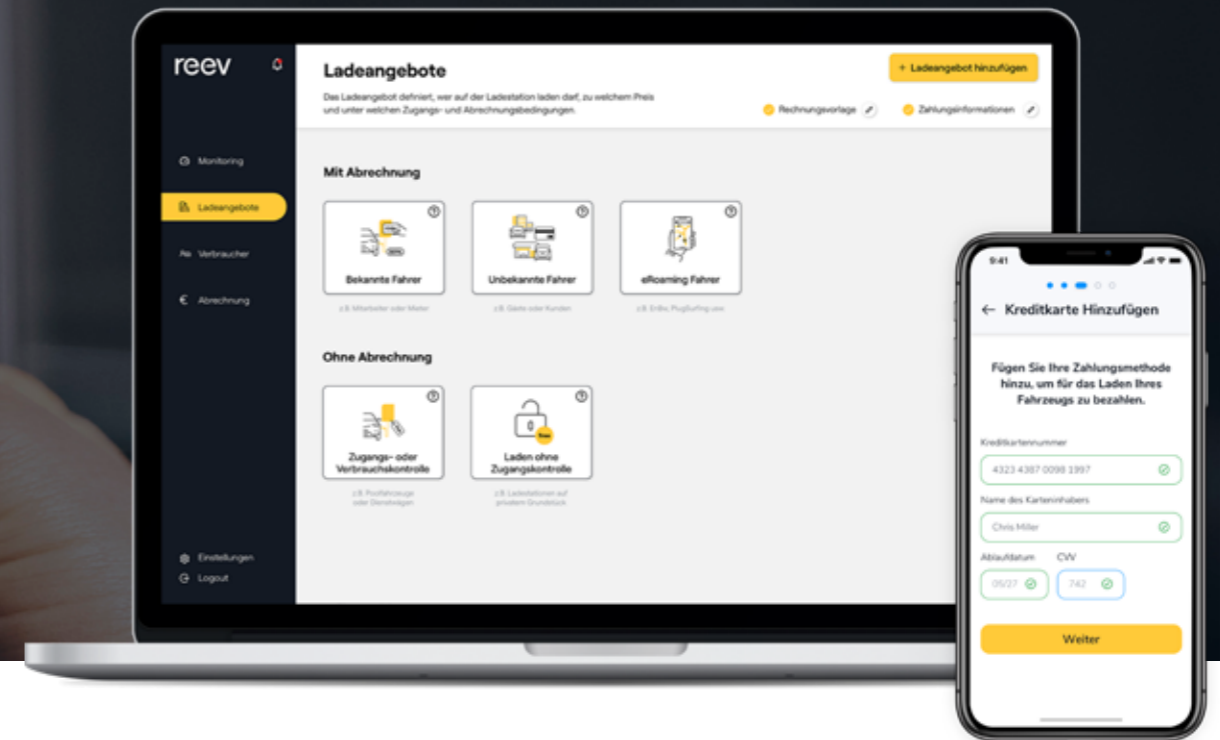 reev
Monitoring
Ladeangebote
Verbraucher
€ Abrechnung
Einstellungen
Logout
Ladeangebote
Das Ladeangebot definiert, wer auf der Ladestation laden darf, zu welchem Preis
und unter welchen Zugangs- und Abrechnungsbedingungen.
+ Ladeangebot hinzufügen
Rechnungsvorlage
Zahlungsinformationen
Mit Abrechnung
Bekannte Fahrer
z.B. Mitarbeiter oder Mieter
Unbekannte Fahrer
z.B. Gäste oder Kunden
eRoaming Fahrer
z.B. EnBw, PlugSurfing usw.
Ohne Abrechnung
Zugangs- oder
Verbrauchskontrolle
z.B. Poolfahrzeuge
oder Dienstwägen
Laden ohne
Zugangskontrolle
z.B. Ladestationen auf
privatem Grundstück
9:41
← Kreditkarte Hinzufügen
Fügen Sie Ihre Zahlungsmethode
hinzu, um für das Laden Ihres
Fahrzeugs zu bezahlen.
Kreditkartennummer
4323 4387 0098 1997
Name des Karteninhabers
Chris Miller
Ablaufdatum CVV
05/27 742
Weiter